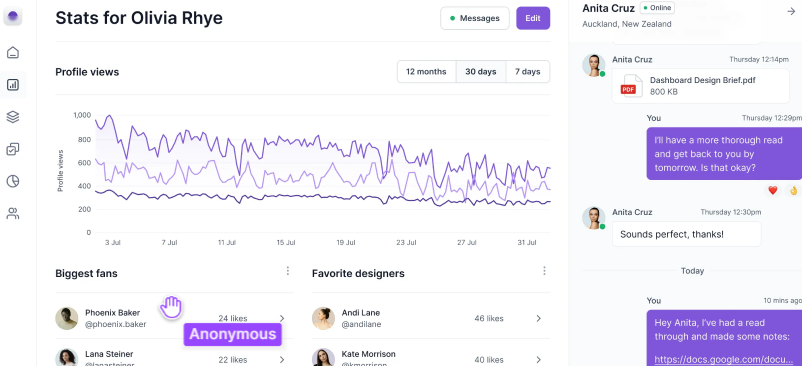 Stats for Olivia Rhye
Messages
Edit
Profile views
12 months
30 days
7 days
Profile views
1,000
800
600
400
200
0
3 Jul
7 Jul
11 Jul
15 Jul
19 Jul
23 Jul
27 Jul
31 Jul
Biggest fans
Phoenix Baker
@phoenix.baker
24 likes
Anonymous
Lana Steiner
@lanasteiner
22 likes
Favorite designers
Andi Lane
@andilane
46 likes
Kate Morrison
@kmorrison
40 likes
Anita Cruz
Online
Auckland, New Zealand
Anita Cruz
Thursday 12:14pm
PDF
Dashboard Design Brief.pdf
800 KB
You
Thursday 12:29pm
I'll have a more thorough read
and get back to you by
tomorrow. Is that okay?
Anita Cruz
Thursday 12:30pm
Sounds perfect, thanks!
Today
You
10 mins ago
Hey Anita, I've had a read
through and made some notes:
https://docs.google.com/docu...